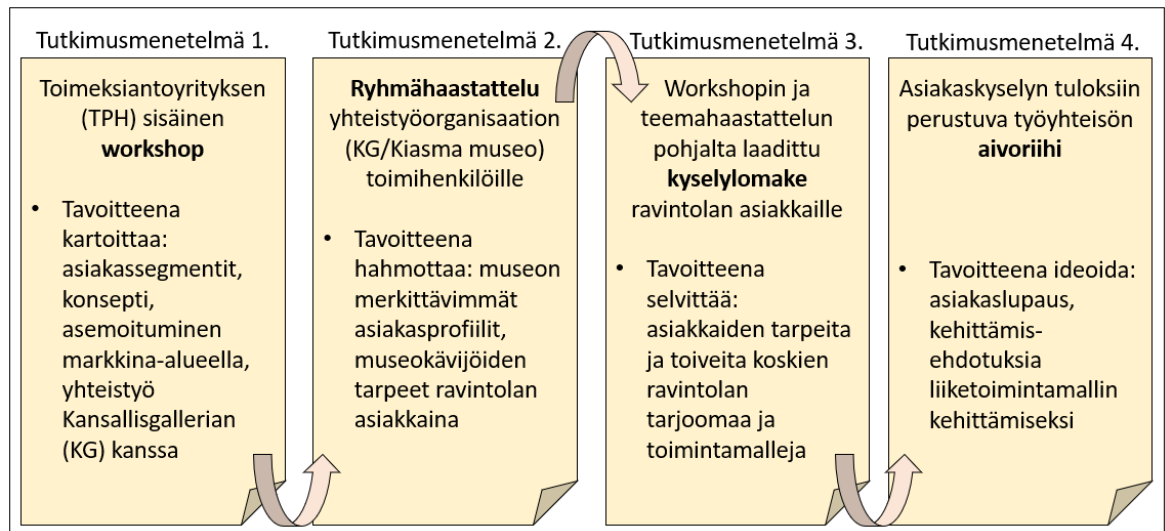 Tutkimusmenetelmä 1.
Toimeksiantoyrityksen
(TPH) sisäinen
workshop
• Tavoitteena
kartoittaa:
asiakassegmentit,
konsepti,
asemoituminen
markkina-alueella,
yhteistyö
Kansallisgallerian
(KG) kanssa
Tutkimusmenetelmä 2.
Ryhmähaastattelu
yhteistyöorganisaation
(KG/Kiasma museo)
toimihenkilöille
• Tavoitteena
hahmottaa: museon
merkittävimmät
asiakasprofiilit,
museokävijöiden
tarpeet ravintolan
asiakkaina
Tutkimusmenetelmä 3.
Workshopin ja
teemahaastattelun
pohjalta laadittu
kyselylomake
ravintolan asiakkaille
• Tavoitteena
selvittää:
asiakkaiden tarpeita
ja toiveita koskien
ravintolan
tarjoomaa ja
toimintamalleja
Tutkimusmenetelmä 4.
Asiakaskyselyn tuloksiin
perustuva työyhteisön
aivoriihi
• Tavoitteena ideoida:
asiakaslupaus,
kehittämis-
ehdotuksia
liiketoimintamallin
kehittämiseksi